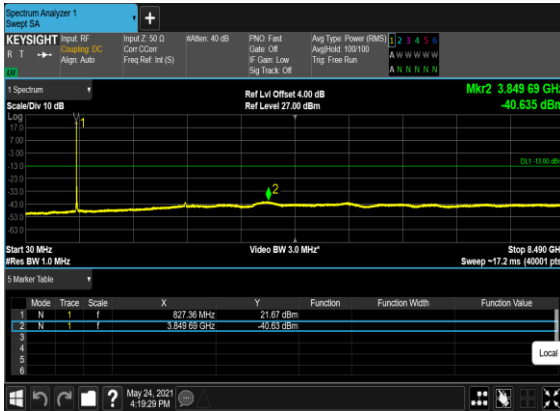 Spectrum Analyzer 1
Swept SA
+
KEYSIGHT
Input: RF
Input Z: 50 Ω
#Atten: 40 dB
PNO: Fast
Avg Type: Power (RMS)
1 2 3 4 5 6
R T
Coupling: DC
Corr CCorr
Gate: Off
Avg|Hold: 100/100
A W W W W W
Align: Auto
Freq Ref: Int (S)
IF Gain: Low
Trig: Free Run
Sig Track: Off
A N N N N N
1 Spectrum
Ref Lvl Offset 4.00 dB
Mkr2 3.849 69 GHz
Scale/Div 10 dB
Ref Level 27.00 dBm
-40.635 dBm
Log
17.0
7.00
-3.00
-13.0
DL1 -13.00 dBm
-23.0
-33.0
-43.0
-53.0
-63.0
1
2
Start 30 MHz
Video BW 3.0 MHz*
Stop 8.490 GHz
#Res BW 1.0 MHz
Sweep ~17.2 ms (40001 pts)
5 Marker Table
Mode Trace Scale X Y Function Function Width Function Value
1 N 1 f 827.36 MHz 21.67 dBm
2 N 1 f 3.849 69 GHz -40.63 dBm
3
4
5
6
Local
?
May 24, 2021
4:19:29 PM